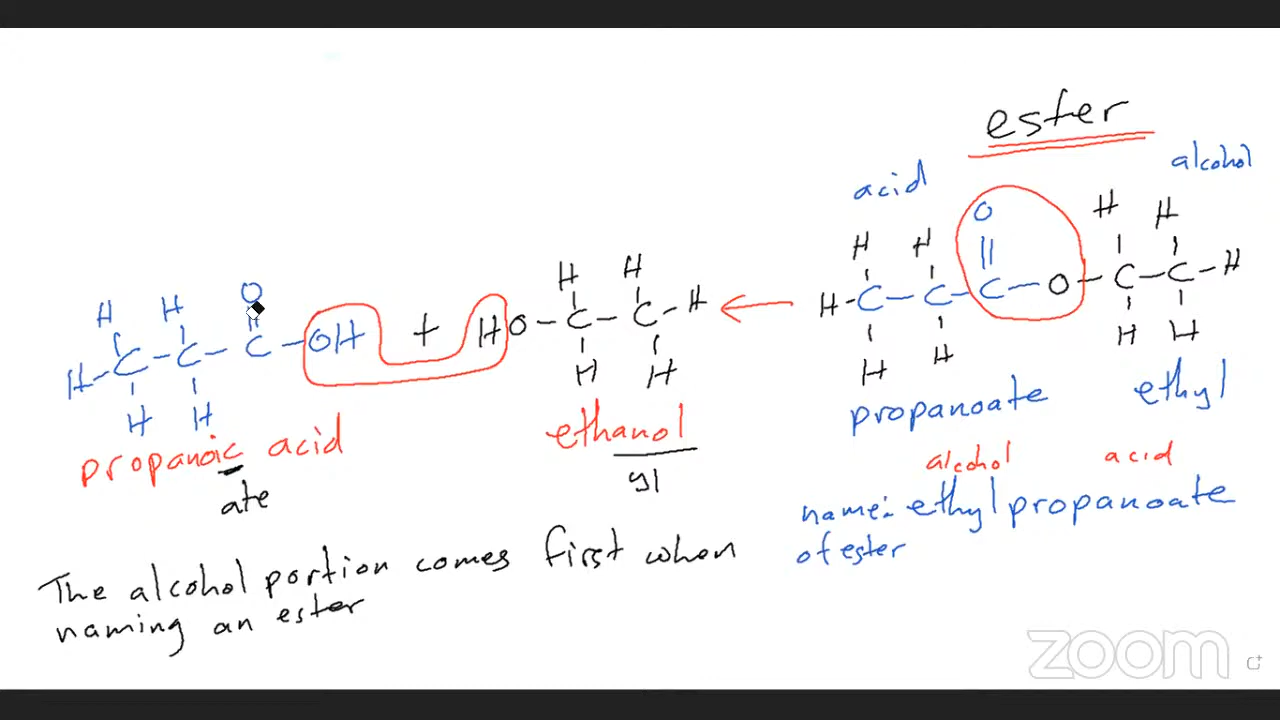 ester
acid
alcohol
O
H H H H
H-C-C-C-O-C-C-H
H H H H
O
H H
H-C-C-C-OH + HO-C-C-H
H H H H
H H
propanoic acid
ate
ethanol
yl
propanoate
ethyl
alcohol acid
name: ethyl propanoate
of ester
The alcohol portion comes first when
naming an ester
zoom